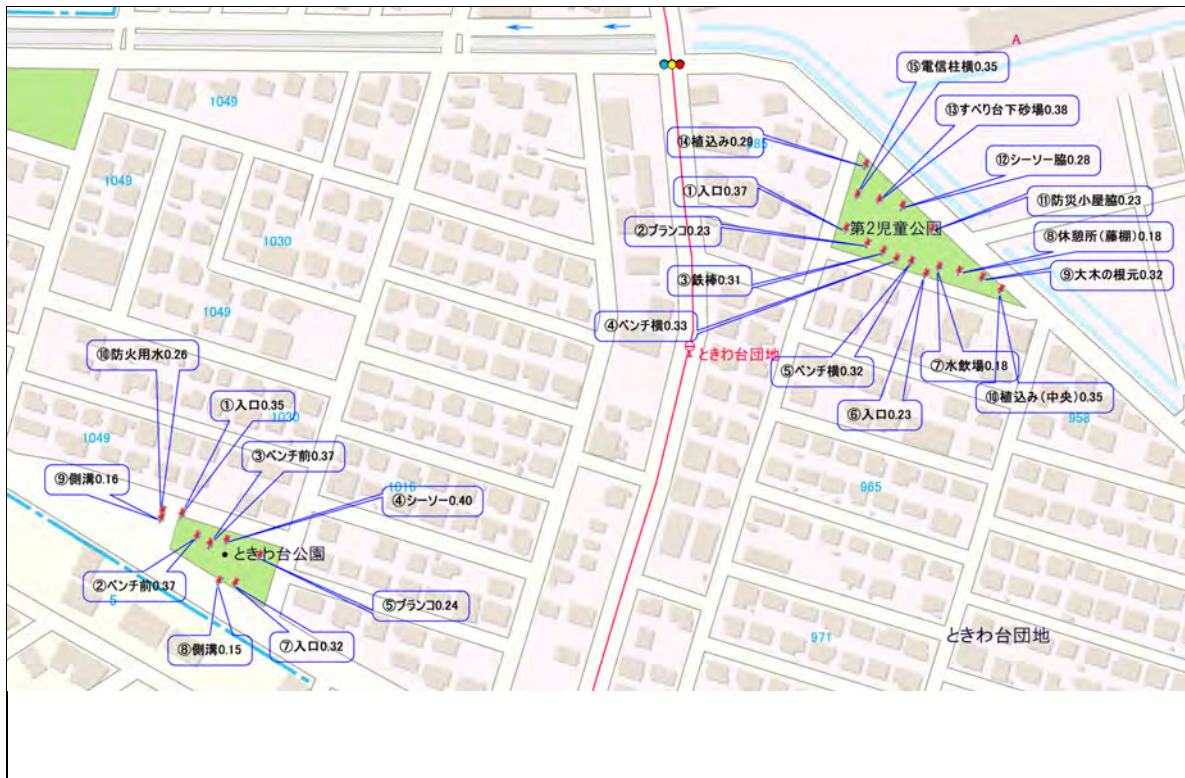 A
⑮電信柱横0.35
1049
⑬すべり台下砂場0.38
985
⑭植込み0.29
⑫シーソー脇0.28
1049
①入口0.37
⑪防災小屋脇0.23
②ブランコ0.23
第2児童公園
1030
⑧休憩所(藤棚)0.18
③鉄棒0.31
⑨大木の根元0.32
1049
④ベンチ横0.33
⑩防火用水0.26
ときわ台団地
⑤ベンチ横0.32
⑦水飲場0.18
⑩植込み(中央)0.35
①入口0.35
1030
⑥入口0.23
958
1049
③ベンチ前0.37
⑨側溝0.16
1016
965
④シーソー0.40
ときわ台公園
②ベンチ前0.37
5
⑤ブランコ0.24
971
ときわ台団地
⑧側溝0.15
⑦入口0.32